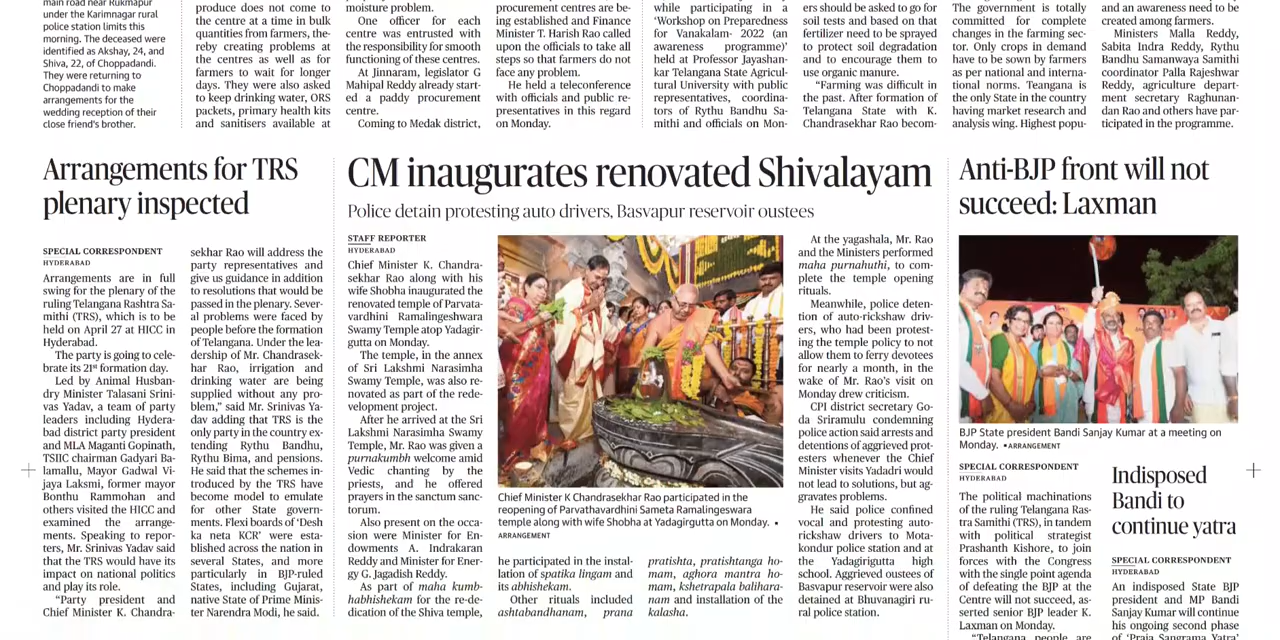 main road near Rukmapur
under the Karimnagar rural
police station limits this
morning. The deceased were
identified as Akshay, 24, and
Shiva, 22, of Choppadandi.
They were returning to
Choppadandi to make
arrangements for the
wedding reception of their
close friend's brother.
produce does not come to
the centre at a time in bulk
quantities from farmers, the-
reby creating problems at
the centres as well as for
farmers to wait for longer
days. They were also asked
to keep drinking water, ORS
packets, primary health kits
and sanitisers available at
moisture problem.
One officer for each
centre was entrusted with
the responsibility for smooth
functioning of these centres.
At Jinnaram, legislator G
Mahipal Reddy already start-
ed a paddy procurement
centre.
Coming to Medak district,
procurement centres are be-
ing established and Finance
Minister T. Harish Rao called
upon the officials to take all
steps so that farmers do not
face any problem.
He held a teleconference
with officials and public re-
presentatives in this regard
on Monday.
while participating in a
'Workshop on Preparedness
for Vanakalam- 2022 (an
awareness programme)'
held at Professor Jayashan-
kar Telangana State Agricul-
tural University with public
representatives, coordina-
tors of Rythu Bandhu Sa-
mithi and officials on Mon-
ers should be asked to go for
soil tests and based on that
fertilizer need to be sprayed
to protect soil degradation
and to encourage them to
use organic manure.
"Farming was difficult in
the past. After formation of
Telangana State with K.
Chandrasekhar Rao becom-
The government is totally
committed for complete
changes in the farming sec-
tor. Only crops in demand
have to be sown by farmers
as per national and interna-
tional norms. Teangana is
the only State in the country
having market research and
analysis wing. Highest popu-
and an awareness need to be
created among farmers.
Ministers Malla Reddy,
Sabita Indra Reddy, Rythu
Bandhu Samanwaya Samithi
coordinator Palla Rajeshwar
Reddy, agriculture depart-
ment secretary Raghunan-
dan Rao and others have par-
ticipated in the programme.
Arrangements for TRS
plenary inspected
SPECIAL CORRESPONDENT
HYDERABAD
Arrangements are in full
swing for the plenary of the
ruling Telangana Rashtra Sa-
mithi (TRS), which is to be
held on April 27 at HICC in
Hyderabad.
The party is going to cele-
brate its 21st formation day.
Led by Animal Husban-
dry Minister Talasani Srini-
vas Yadav, a team of party
leaders including Hydera-
bad district party president
and MLA Maganti Gopinath,
TSIIC chairman Gadyari Ba-
lamallu, Mayor Gadwal Vi-
jaya Laksmi, former mayor
Bonthu Rammohan and
others visited the HICC and
examined the arrange-
ments. Speaking to repor-
ters, Mr. Srinivas Yadav said
that the TRS would have its
impact on national politics
and play its role.
"Party president and
Chief Minister K. Chandra-
sekhar Rao will address the
party representatives and
give us guidance in addition
to resolutions that would be
passed in the plenary. Sever-
al problems were faced by
people before the formation
of Telangana. Under the lea-
dership of Mr. Chandrasek-
har Rao, irrigation and
drinking water are being
supplied without any pro-
blem," said Mr. Srinivas Ya-
dav adding that TRS is the
only party in the country ex-
tending Rythu Bandhu,
Rythu Bima, and pensions.
He said that the schemes in-
troduced by the TRS have
become model to emulate
for other State govern-
ments. Flexi boards of 'Desh
ka neta KCR' were esta-
blished across the nation in
several States, and more
particularly in BJP-ruled
States, including Gujarat,
native State of Prime Minis-
ter Narendra Modi, he said.
CM inaugurates renovated Shivalayam
Police detain protesting auto drivers, Basvapur reservoir oustees
STAFF REPORTER
HYDERABAD
Chief Minister K. Chandra-
sekhar Rao along with his
wife Shobha inaugurated the
renovated temple of Parvata-
vardhini Ramalingeshwara
Swamy Temple atop Yadagir-
gutta on Monday.
The temple, in the annex
of Sri Lakshmi Narasimha
Swamy Temple, was also re-
novated as part of the rede-
velopment project.
After he arrived at the Sri
Lakshmi Narasimha Swamy
Temple, Mr. Rao was given a
purnakumbh welcome amid
Vedic chanting by the
priests, and he offered
prayers in the sanctum sanc-
torum.
Also present on the occa-
sion were Minister for En-
dowments A. Indrakaran
Reddy and Minister for Ener-
gy G. Jagadish Reddy.
As part of maha kumb-
habhishekam for the re-de-
dication of the Shiva temple,
Chief Minister K Chandrasekhar Rao participated in the
reopening of Parvathavardhini Sameta Ramalingeswara
temple along with wife Shobha at Yadagirgutta on Monday. •
ARRANGEMENT
he participated in the instal-
lation of spatika lingam and
its abhishekam.
Other rituals included
ashtabandhanam, prana
pratishta, pratishtanga ho-
mam, aghora mantra ho-
mam, kshetrapala balihara-
nam and installation of the
kalasha.
At the yagashala, Mr. Rao
and the Ministers performed
maha purnahuthi, to com-
plete the temple opening
rituals.
Meanwhile, police deten-
tion of auto-rickshaw driv-
ers, who had been protest-
ing the temple policy to not
allow them to ferry devotees
for nearly a month, in the
wake of Mr. Rao's visit on
Monday drew criticism.
CPI district secretary Go-
da Sriramulu condemning
police action said arrests and
detentions of aggrieved prot-
esters whenever the Chief
Minister visits Yadadri would
not lead to solutions, but ag-
gravates problems.
He said police confined
vocal and protesting auto-
rickshaw drivers to Mota-
kondur police station and at
the Yadagirigutta high
school. Aggrieved oustees of
Basvapur reservoir were also
detained at Bhuvanagiri ru-
ral police station.
Anti-BJP front will not
succeed: Laxman
BJP State president Bandi Sanjay Kumar at a meeting on
Monday. •ARRANGEMENT
SPECIAL CORRESPONDENT
HYDERABAD
The political machinations
of the ruling Telangana Ras-
tra Samithi (TRS), in tandem
with political strategist
Prashanth Kishore, to join
forces with the Congress
with the single point agenda
of defeating the BJP at the
Centre will not succeed, as-
serted senior BJP leader K.
Laxman on Monday.
"Telangana people are
Indisposed
Bandi to
continue yatra
SPECIAL CORRESPONDENT
HYDERABAD
An indisposed State BJP
president and MP Bandi
Sanjay Kumar will continue
his ongoing second phase
of 'Praja Sangrama Yatra'